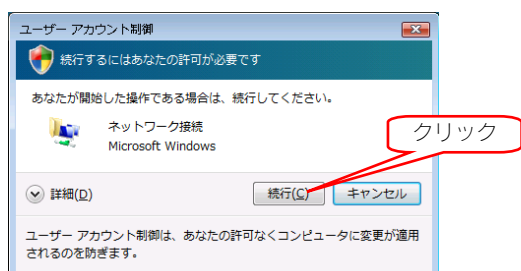 ユーザー アカウント制御
続行するにはあなたの許可が必要です
あなたが開始した操作である場合は、続行してください。
ネットワーク接続
Microsoft Windows
クリック
詳細(D)
続行(C)
キャンセル
ユーザー アカウント制御は、あなたの許可なくコンピュータに変更が適用
されるのを防ぎます。